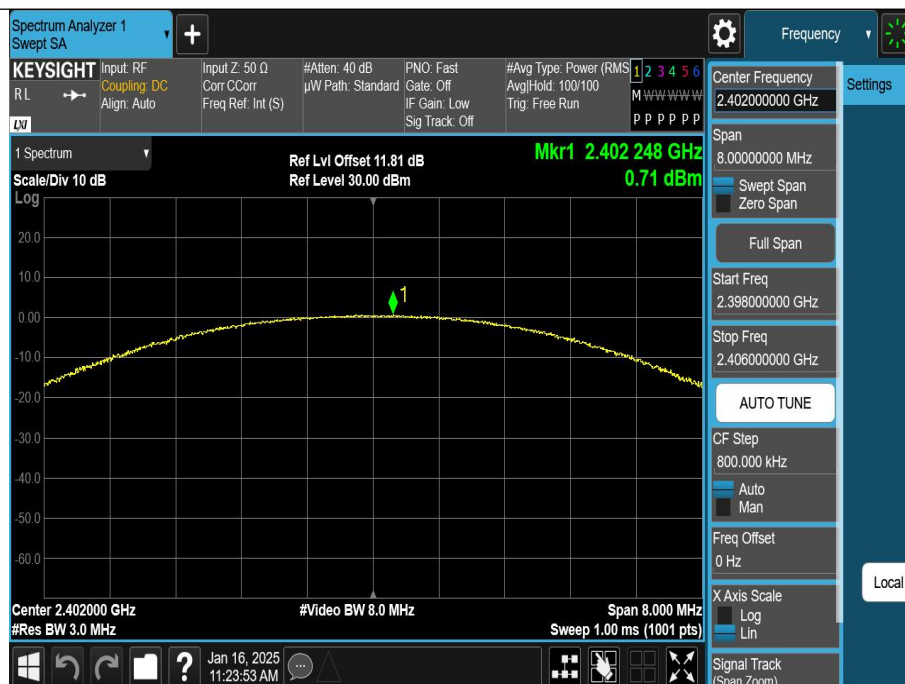 Spectrum Analyzer 1
Swept SA
+
Frequency
KEYSIGHT
RL
LXI
Input: RF
Coupling: DC
Align: Auto
Input Z: 50 Ω
Corr CCorr
Freq Ref: Int (S)
#Atten: 40 dB
µW Path: Standard
PNO: Fast
Gate: Off
IF Gain: Low
Sig Track: Off
#Avg Type: Power (RMS
Avg|Hold: 100/100
Trig: Free Run
1 2 3 4 5 6
M W W W W W
P P P P P P
1 Spectrum
Scale/Div 10 dB
Log
Ref Lvl Offset 11.81 dB
Ref Level 30.00 dBm
Mkr1 2.402 248 GHz
0.71 dBm
20.0
10.0
0.00
-10.0
-20.0
-30.0
-40.0
-50.0
-60.0
1
Center 2.402000 GHz
#Res BW 3.0 MHz
#Video BW 8.0 MHz
Span 8.000 MHz
Sweep 1.00 ms (1001 pts)
?
Jan 16, 2025
11:23:53 AM
Center Frequency
2.402000000 GHz
Settings
Span
8.00000000 MHz
Swept Span
Zero Span
Full Span
Start Freq
2.398000000 GHz
Stop Freq
2.406000000 GHz
AUTO TUNE
CF Step
800.000 kHz
Auto
Man
Freq Offset
0 Hz
X Axis Scale
Log
Lin
Local
Signal Track
(Span Zoom)